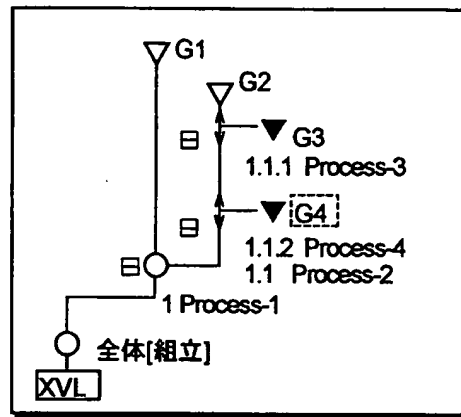 G1
G2
G3
1.1.1 Process-3
G4
1.1.2 Process-4
1.1 Process-2
1 Process-1
全体[組立]
XVL